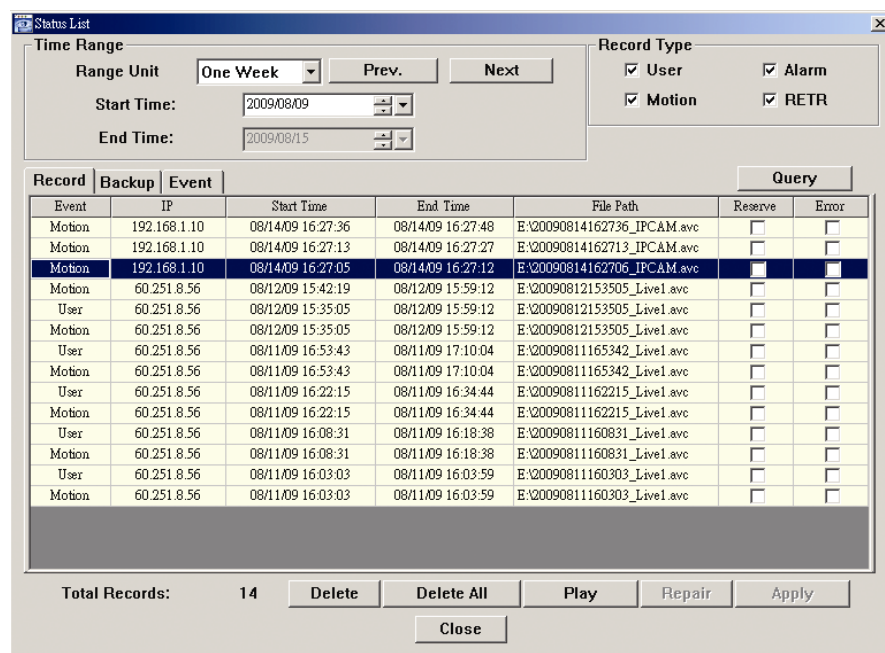 Status List
Time Range
Record Type
Range Unit One Week Prev. Next
User Alarm
Start Time: 2009/08/09
Motion RETR
End Time: 2009/08/15
Record Backup Event Query
Event IP Start Time End Time File Path Reserve Error
Motion 192.168.1.10 08/14/09 16:27:36 08/14/09 16:27:48 E:\20090814162736_IPCAM.avc
Motion 192.168.1.10 08/14/09 16:27:13 08/14/09 16:27:27 E:\20090814162713_IPCAM.avc
Motion 192.168.1.10 08/14/09 16:27:05 08/14/09 16:27:12 E:\20090814162706_IPCAM.avc
Motion 60.251.8.56 08/12/09 15:42:19 08/12/09 15:59:12 E:\20090812153505_Live1.avc
User 60.251.8.56 08/12/09 15:35:05 08/12/09 15:59:12 E:\20090812153505_Live1.avc
Motion 60.251.8.56 08/12/09 15:35:05 08/12/09 15:59:12 E:\20090812153505_Live1.avc
User 60.251.8.56 08/11/09 16:53:43 08/11/09 17:10:04 E:\20090811165342_Live1.avc
Motion 60.251.8.56 08/11/09 16:53:43 08/11/09 17:10:04 E:\20090811165342_Live1.avc
User 60.251.8.56 08/11/09 16:22:15 08/11/09 16:34:44 E:\20090811162215_Live1.avc
Motion 60.251.8.56 08/11/09 16:22:15 08/11/09 16:34:44 E:\20090811162215_Live1.avc
User 60.251.8.56 08/11/09 16:08:31 08/11/09 16:18:38 E:\20090811160831_Live1.avc
Motion 60.251.8.56 08/11/09 16:08:31 08/11/09 16:18:38 E:\20090811160831_Live1.avc
User 60.251.8.56 08/11/09 16:03:03 08/11/09 16:03:59 E:\20090811160303_Live1.avc
Motion 60.251.8.56 08/11/09 16:03:03 08/11/09 16:03:59 E:\20090811160303_Live1.avc
Total Records: 14 Delete Delete All Play Repair Apply
Close